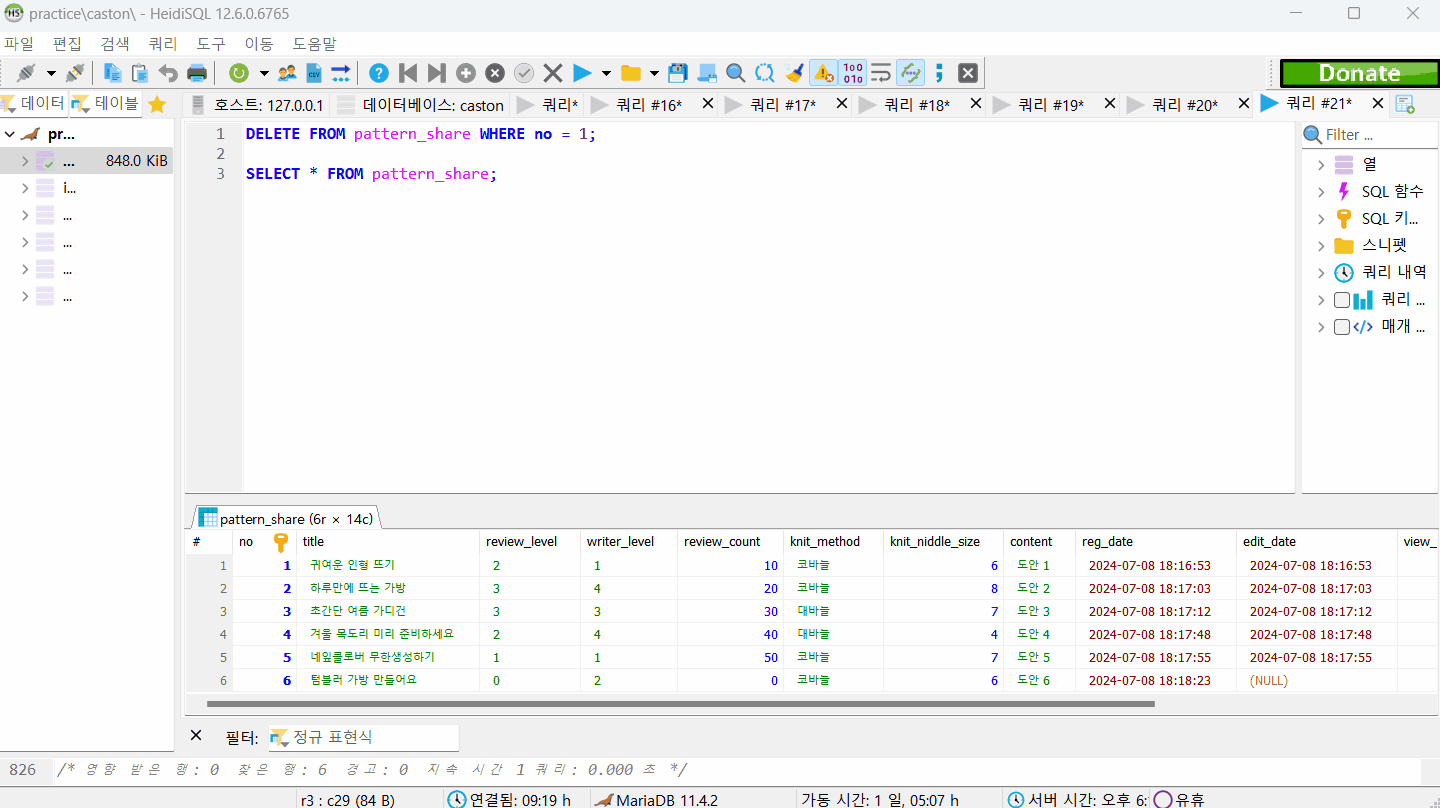 practice\caston\ - HeidiSQL 12.6.0.6765
파일 편집 검색 쿼리 도구 이동 도움말
Donate
데이터 테이블 호스트: 127.0.0.1 데이터베이스: caston 쿼리* 쿼리 #16* 쿼리 #17* 쿼리 #18* 쿼리 #19* 쿼리 #20* 쿼리 #21*
pr...
... 848.0 KiB
i...
...
...
...
...
1 DELETE FROM pattern_share WHERE no = 1;
2
3 SELECT * FROM pattern_share;
Filter ...
열
SQL 함수
SQL 키...
스니펫
쿼리 내역
쿼리 ...
매개 ...
pattern_share (6r × 14c)
# no title review_level writer_level review_count knit_method knit_niddle_size content reg_date edit_date view_
1 1 귀여운 인형 뜨기 2 1 10 코바늘 6 도안 1 2024-07-08 18:16:53 2024-07-08 18:16:53
2 2 하루만에 뜨는 가방 3 4 20 코바늘 8 도안 2 2024-07-08 18:17:03 2024-07-08 18:17:03
3 3 초간단 여름 가디건 3 3 30 대바늘 7 도안 3 2024-07-08 18:17:12 2024-07-08 18:17:12
4 4 겨울 목도리 미리 준비하세요 2 4 40 대바늘 4 도안 4 2024-07-08 18:17:48 2024-07-08 18:17:48
5 5 네잎클로버 무한생성하기 1 1 50 코바늘 7 도안 5 2024-07-08 18:17:55 2024-07-08 18:17:55
6 6 텀블러 가방 만들어요 0 2 0 코바늘 6 도안 6 2024-07-08 18:18:23 (NULL)
필터: 정규 표현식
826 /* 영향 받은 행: 0 찾은 행: 6 경고: 0 지속 시간 1 쿼리: 0.000 초 */
r3 : c29 (84 B) 연결됨: 09:19 h MariaDB 11.4.2 가동 시간: 1 일, 05:07 h 서버 시간: 오후 6: 유휴